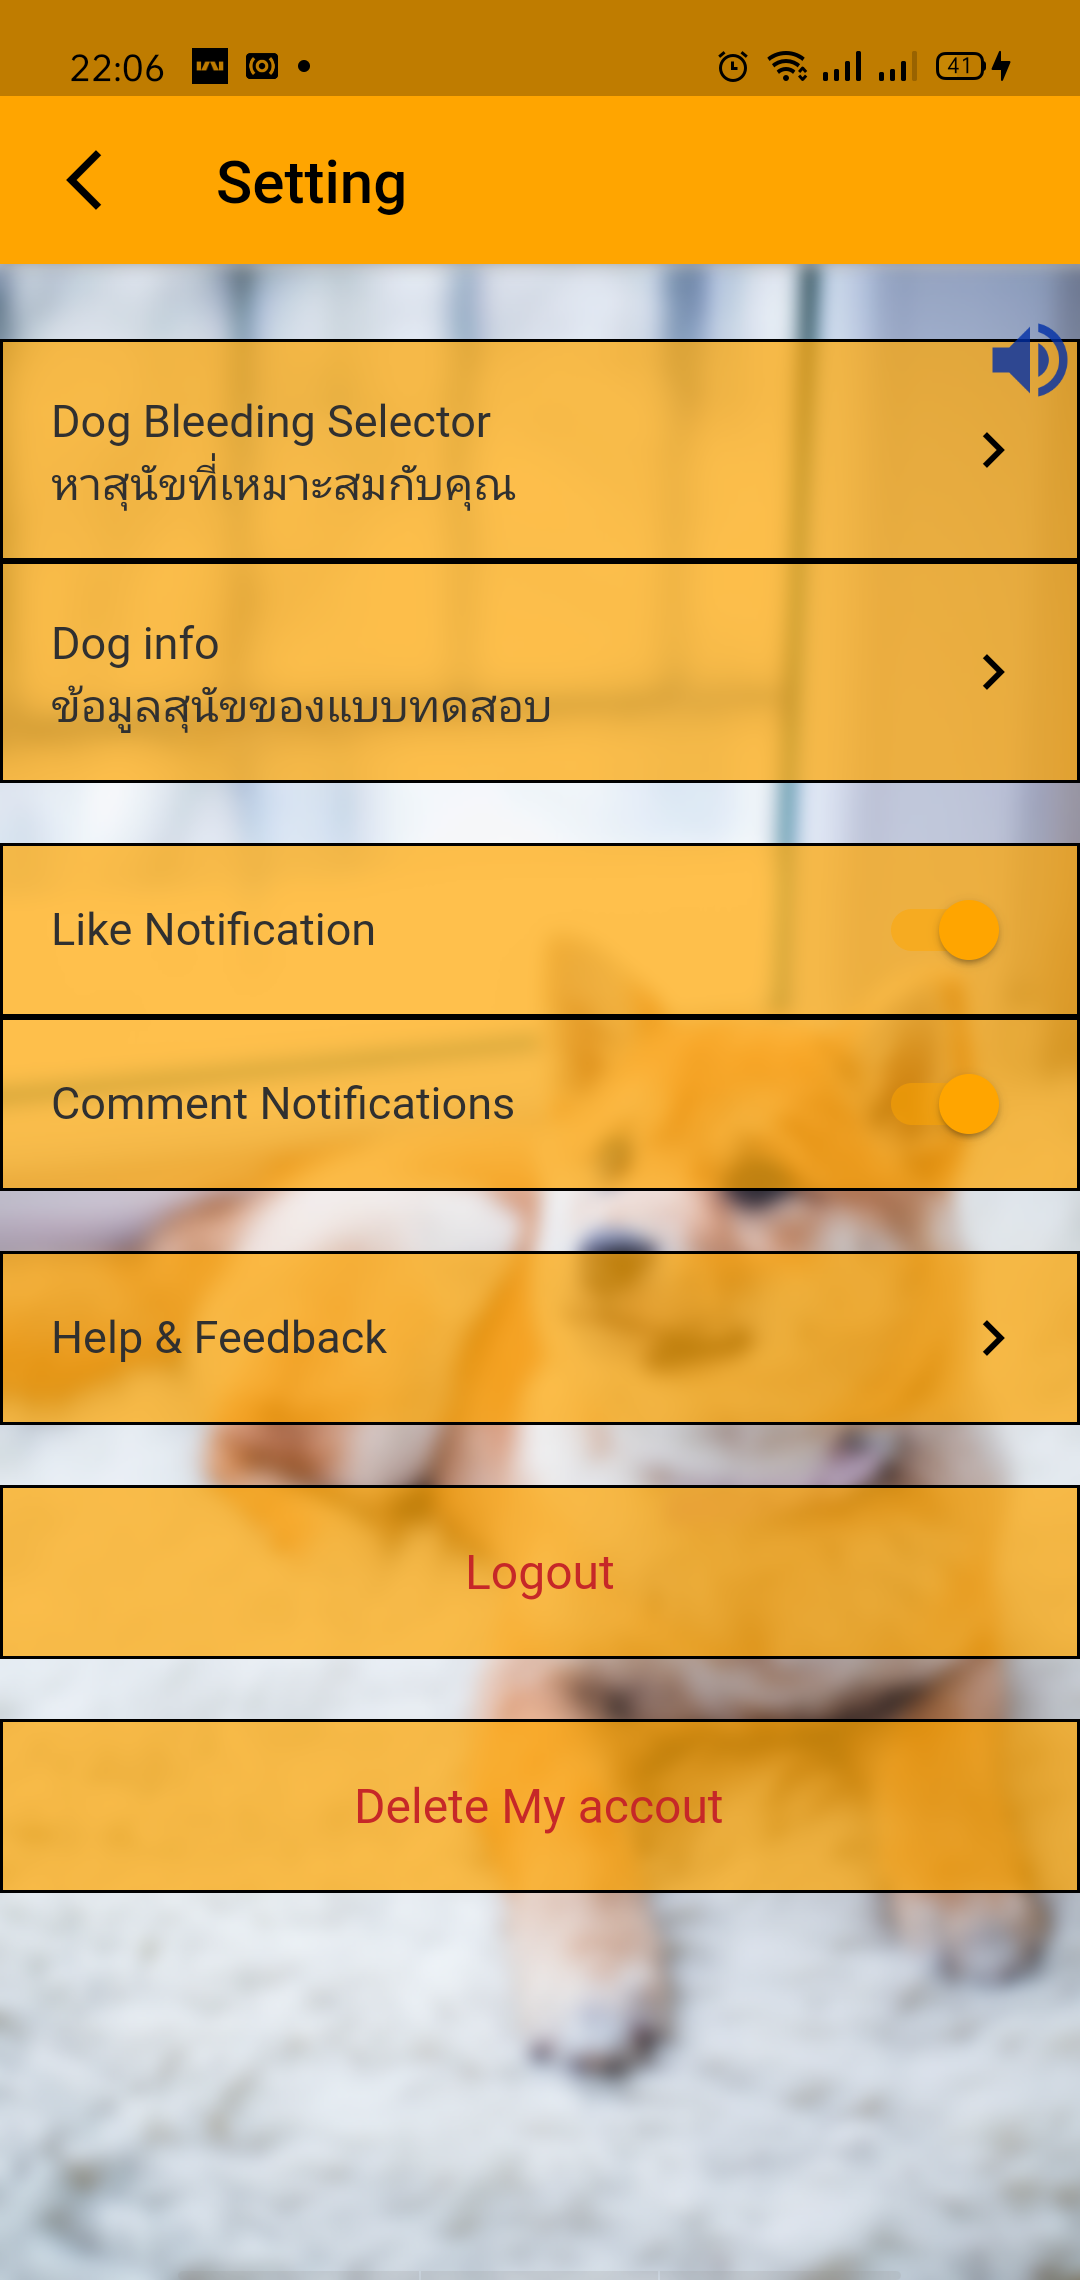 22:06
41
Setting
Dog Bleeding Selector
หาสุนัขที่เหมาะสมกับคุณ
Dog info
ข้อมูลสุนัขของแบบทดสอบ
Like Notification
Comment Notifications
Help & Feedback
Logout
Delete My accout